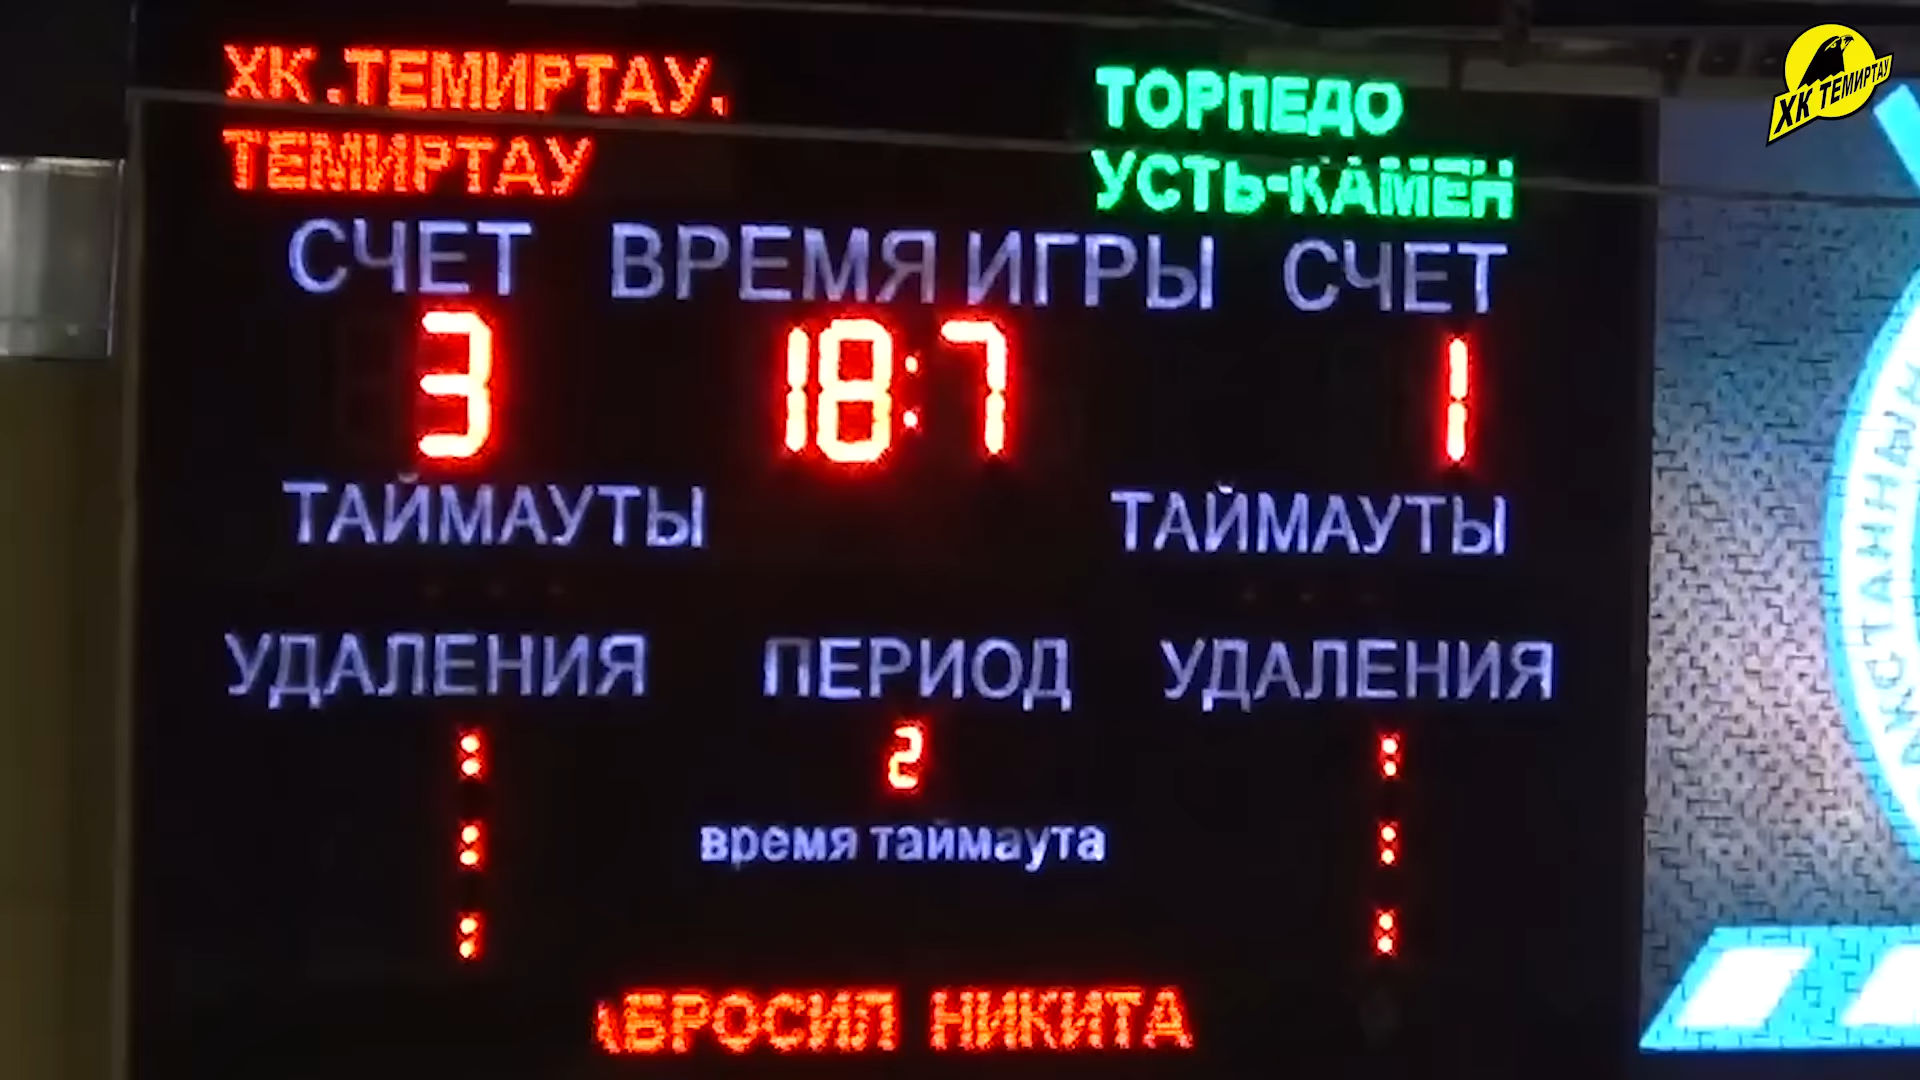 ХК.ТЕМИРТАУ.
ТЕМИРТАУ
ТОРПЕДО
УСТЬ-КАМЕН
ХК ТЕМИРТАУ
СЧЕТ ВРЕМЯ ИГРЫ СЧЕТ
3 18:7 1
ТАЙМАУТЫ ТАЙМАУТЫ
УДАЛЕНИЯ ПЕРИОД УДАЛЕНИЯ
: 2 :
время таймаута
: :
: :
АБРОСИЛ НИКИТА